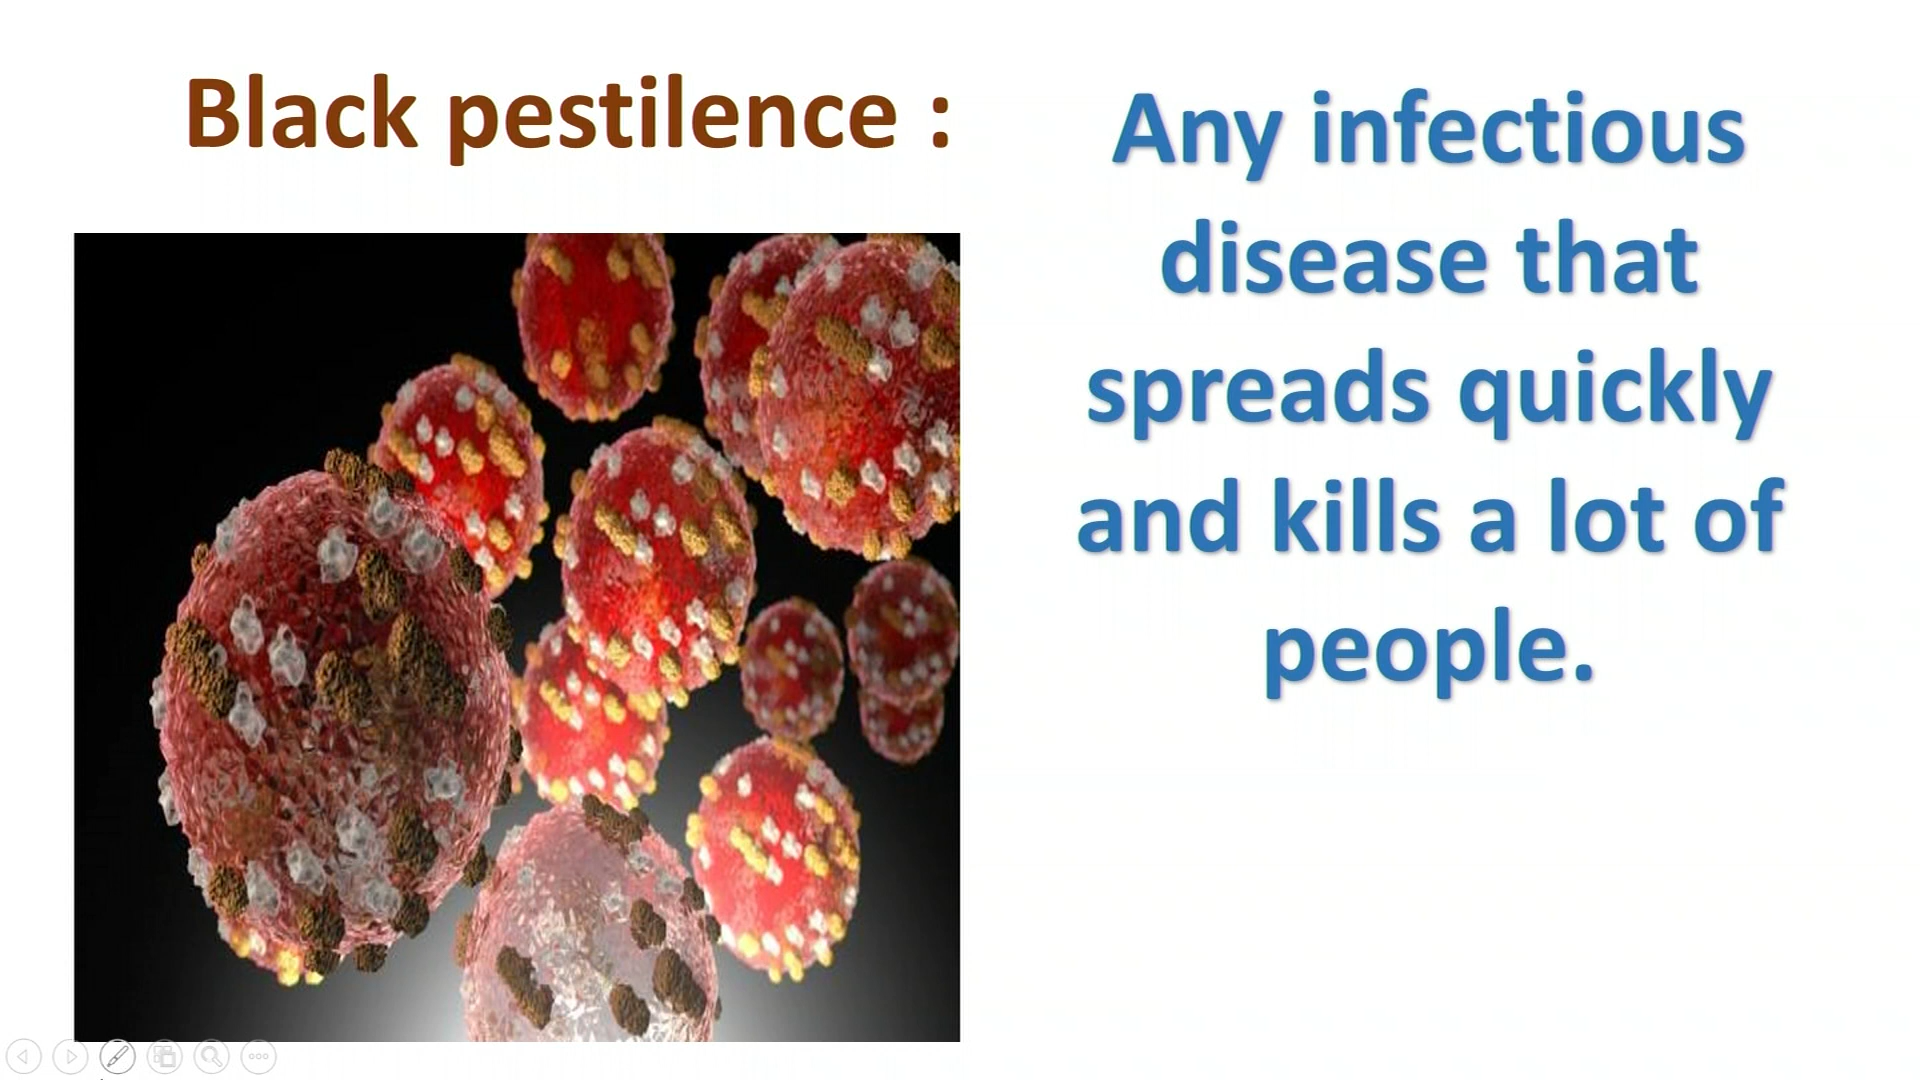 Black pestilence :
Any infectious
disease that
spreads quickly
and kills a lot of
people.